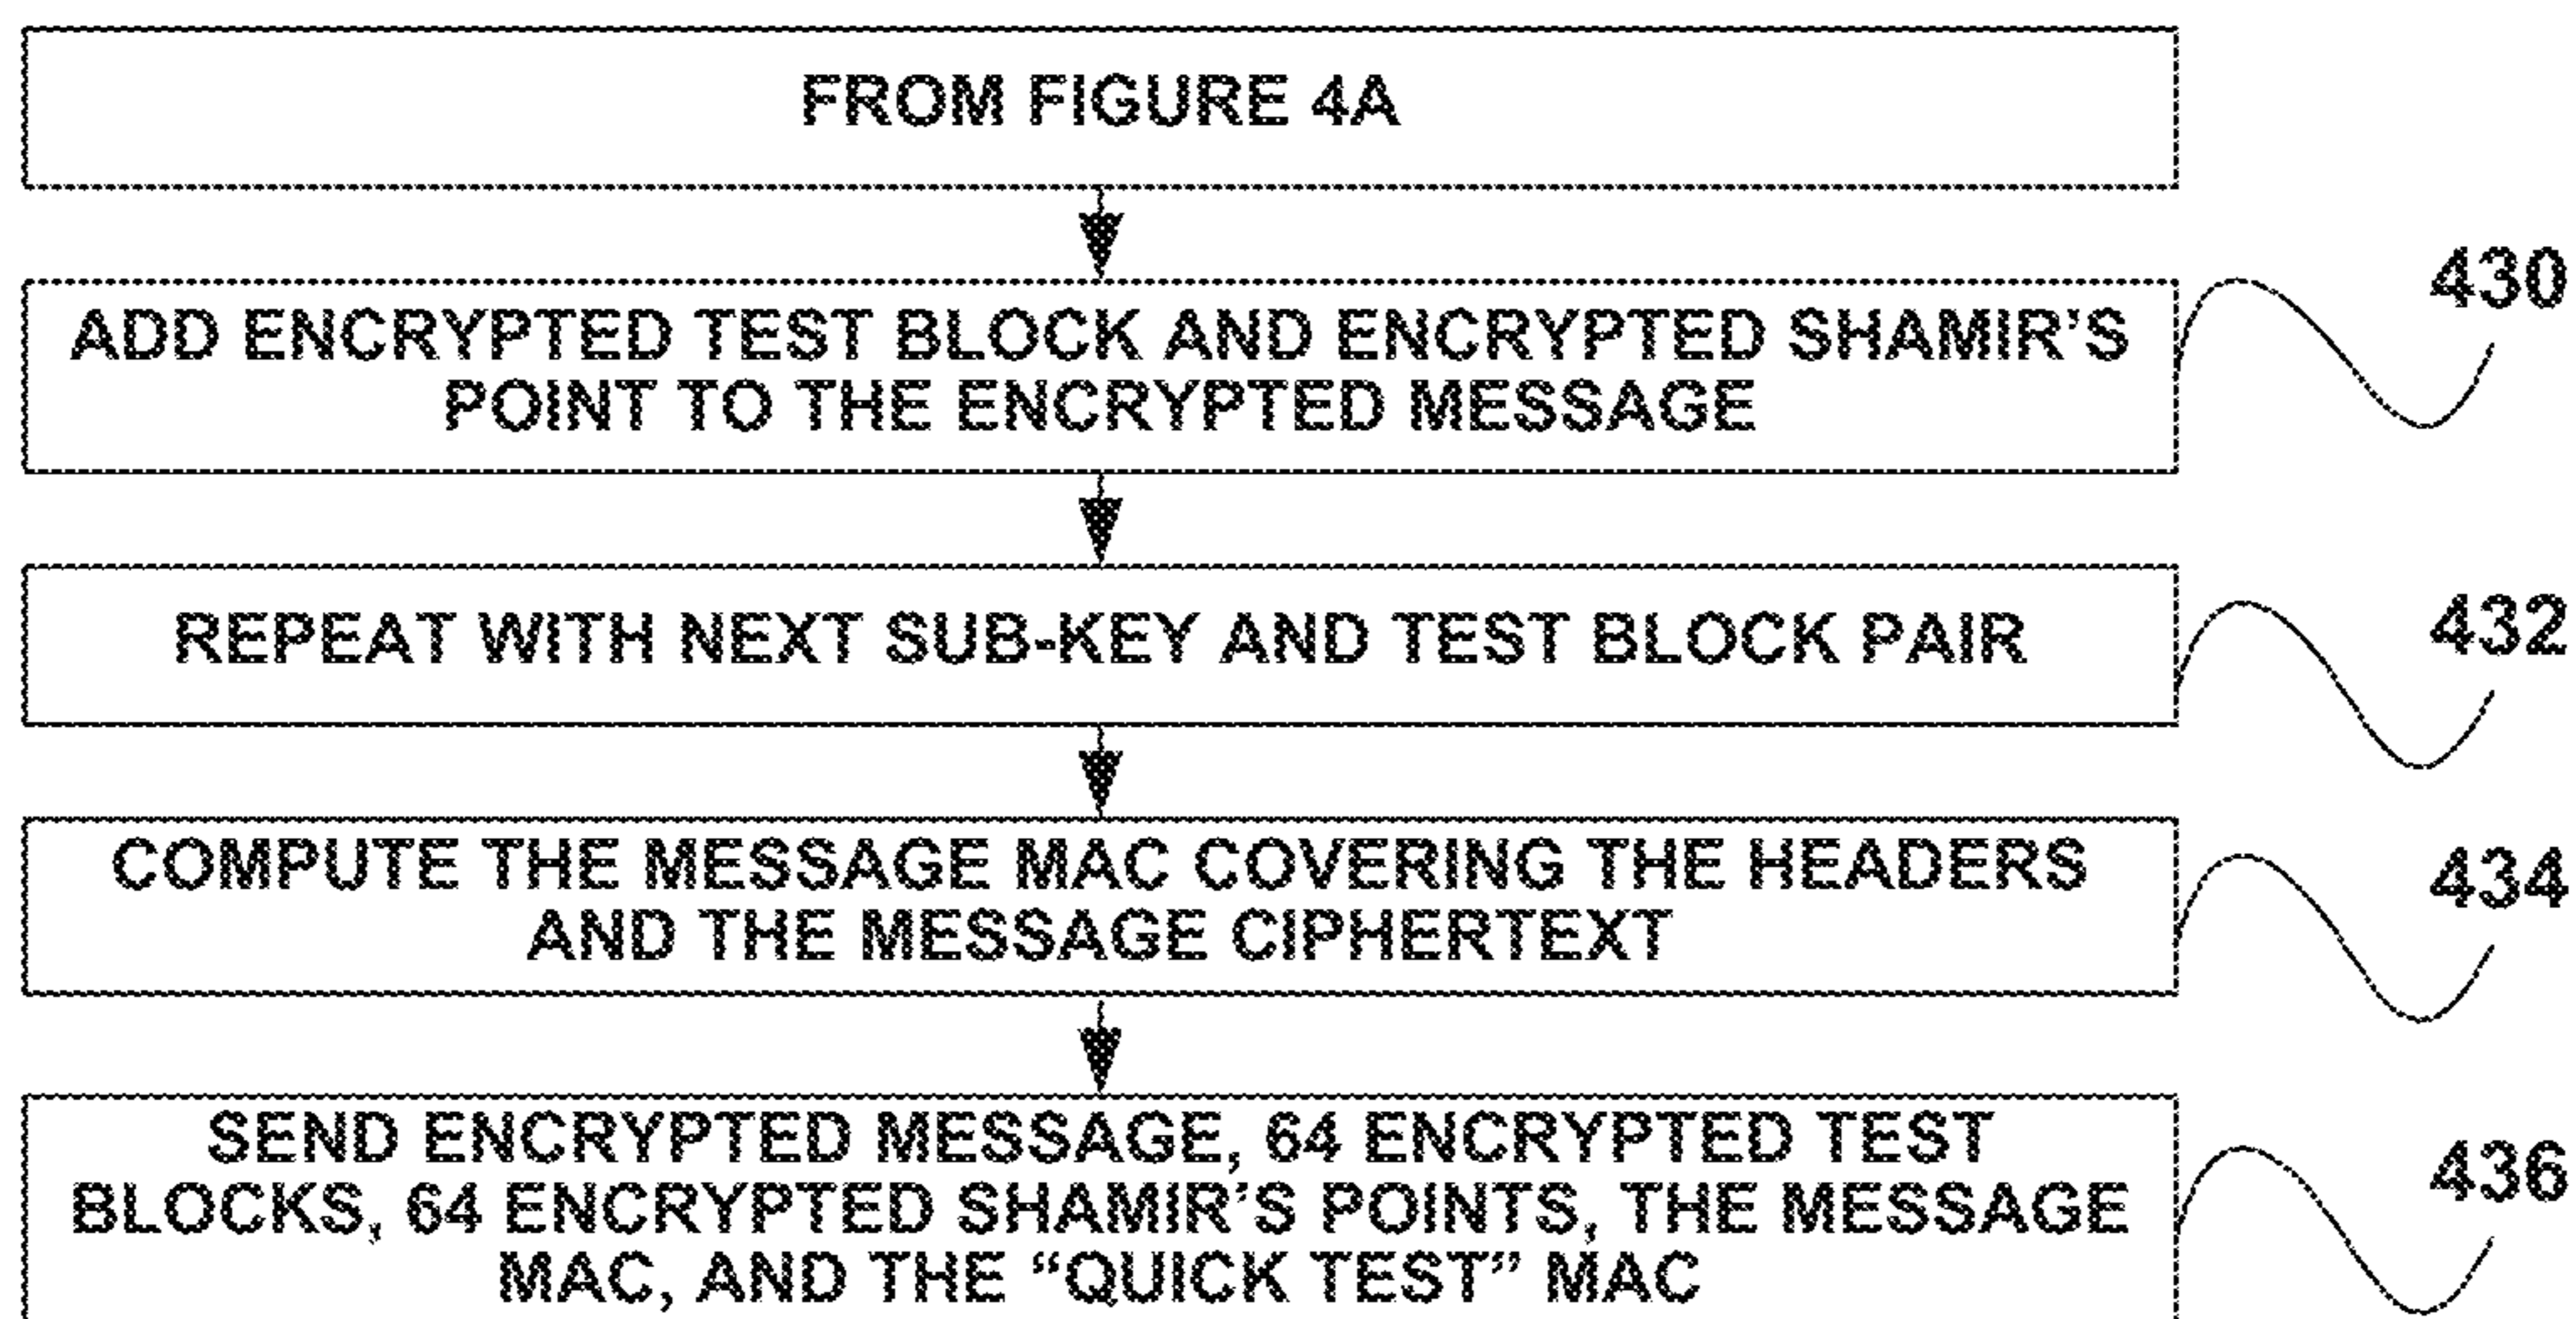 FROM FIGURE 4A
ADD ENCRYPTED TEST BLOCK AND ENCRYPTED SHAMIR'S
POINT TO THE ENCRYPTED MESSAGE
430
REPEAT WITH NEXT SUB-KEY AND TEST BLOCK PAIR
432
COMPUTE THE MESSAGE MAC COVERING THE HEADERS
AND THE MESSAGE CIPHERTEXT
434
SEND ENCRYPTED MESSAGE, 64 ENCRYPTED TEST
BLOCKS, 64 ENCRYPTED SHAMIR'S POINTS, THE MESSAGE
MAC, AND THE “QUICK TEST” MAC
436